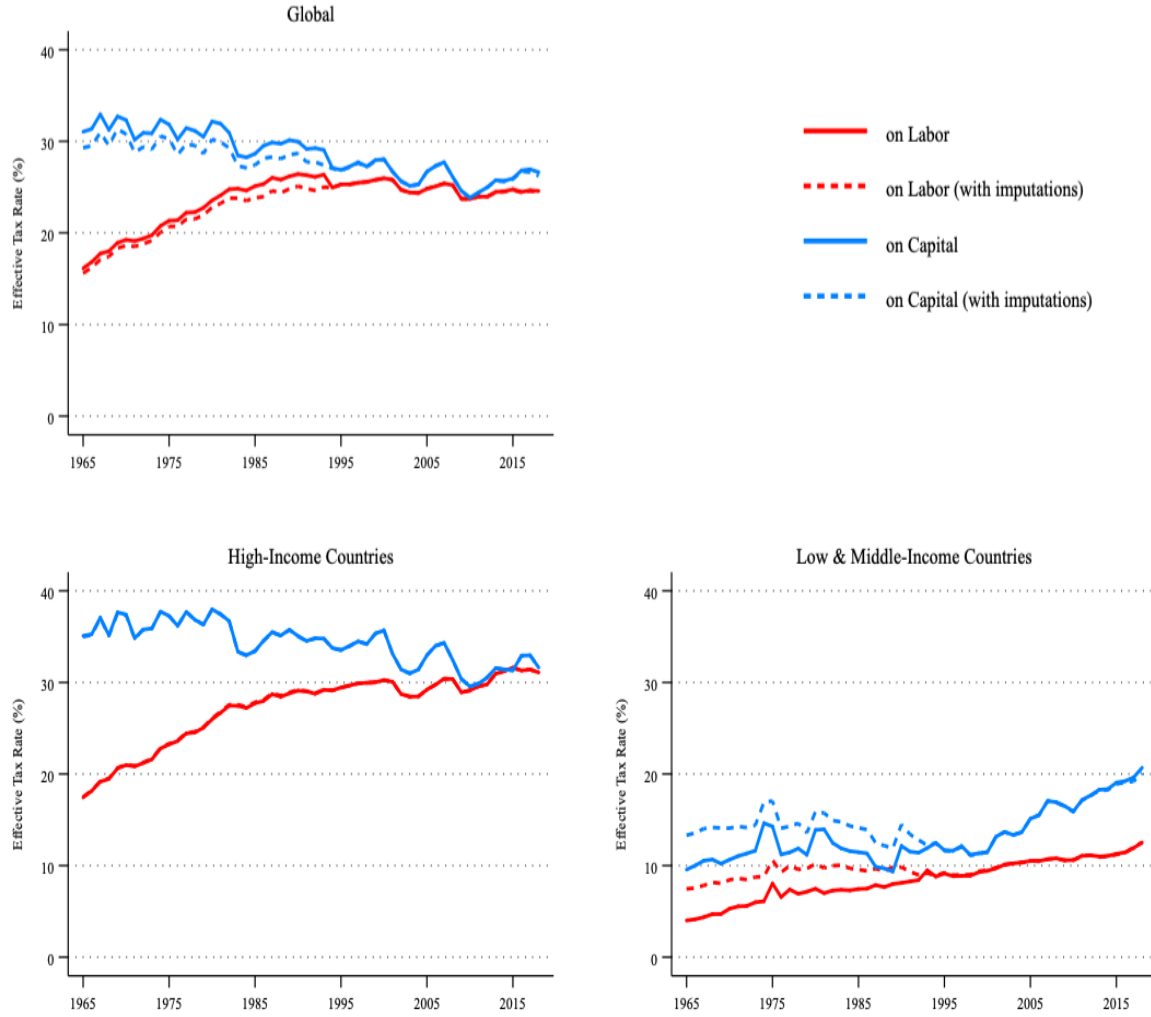 Global
Effective Tax Rate (%)
40
30
20
10
0
1965 1975 1985 1995 2005 2015
on Labor
on Labor (with imputations)
on Capital
on Capital (with imputations)
High-Income Countries
Effective Tax Rate (%)
40
30
20
10
0
1965 1975 1985 1995 2005 2015
Low & Middle-Income Countries
Effective Tax Rate (%)
40
30
20
10
0
1965 1975 1985 1995 2005 2015